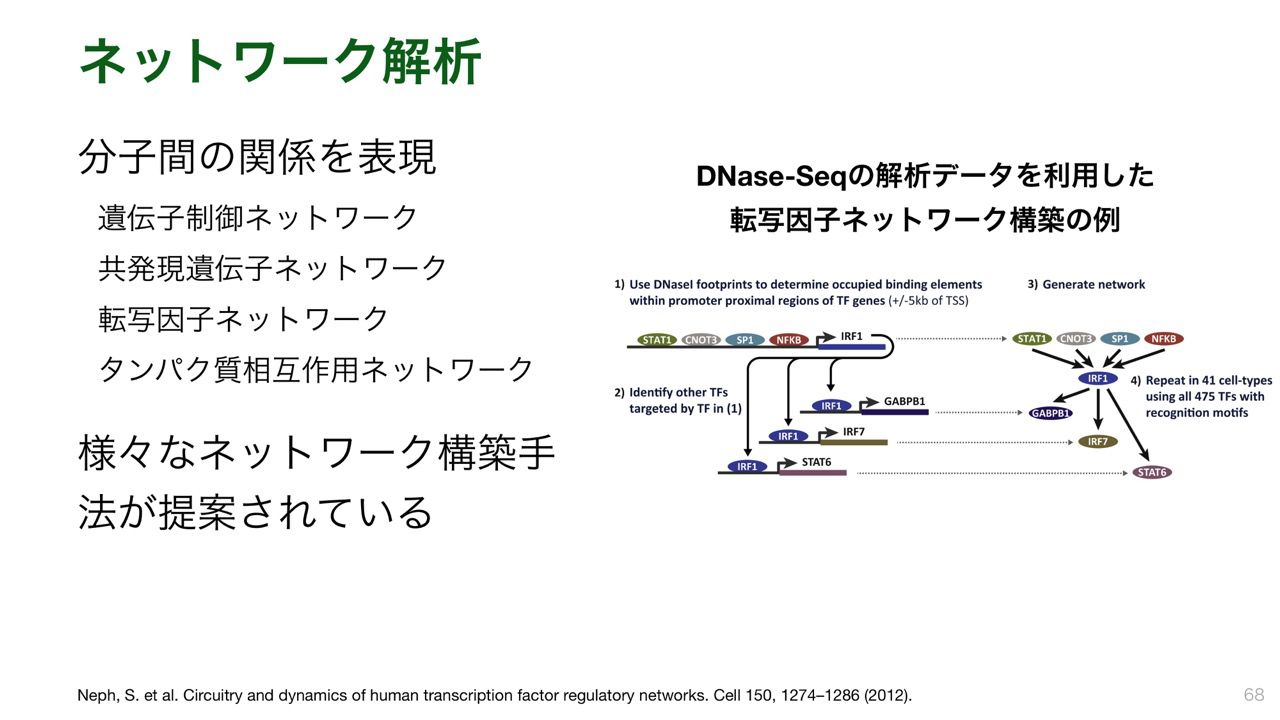 ネットワーク解析
分子間の関係を表現
遺伝子制御ネットワーク
共発現遺伝子ネットワーク
転写因子ネットワーク
タンパク質相互作用ネットワーク
様々なネットワーク構築手
法が提案されている
DNase-Seqの解析データを利用した
転写因子ネットワーク構築の例
1) Use DNaseI footprints to determine occupied binding elements
within promoter proximal regions of TF genes (+/-5kb of TSS)
STAT1 CNOT3 SP1 NFKB IRF1
2) Identify other TFs
targeted by TF in (1)
IRF1 GABPB1
IRF1 IRF7
IRF1 STAT6
3) Generate network
STAT1 CNOT3 SP1 NFKB
IRF1
GABPB1
IRF7
STAT6
4) Repeat in 41 cell-types
using all 475 TFs with
recognition motifs
Neph, S. et al. Circuitry and dynamics of human transcription factor regulatory networks. Cell 150, 1274–1286 (2012).
68